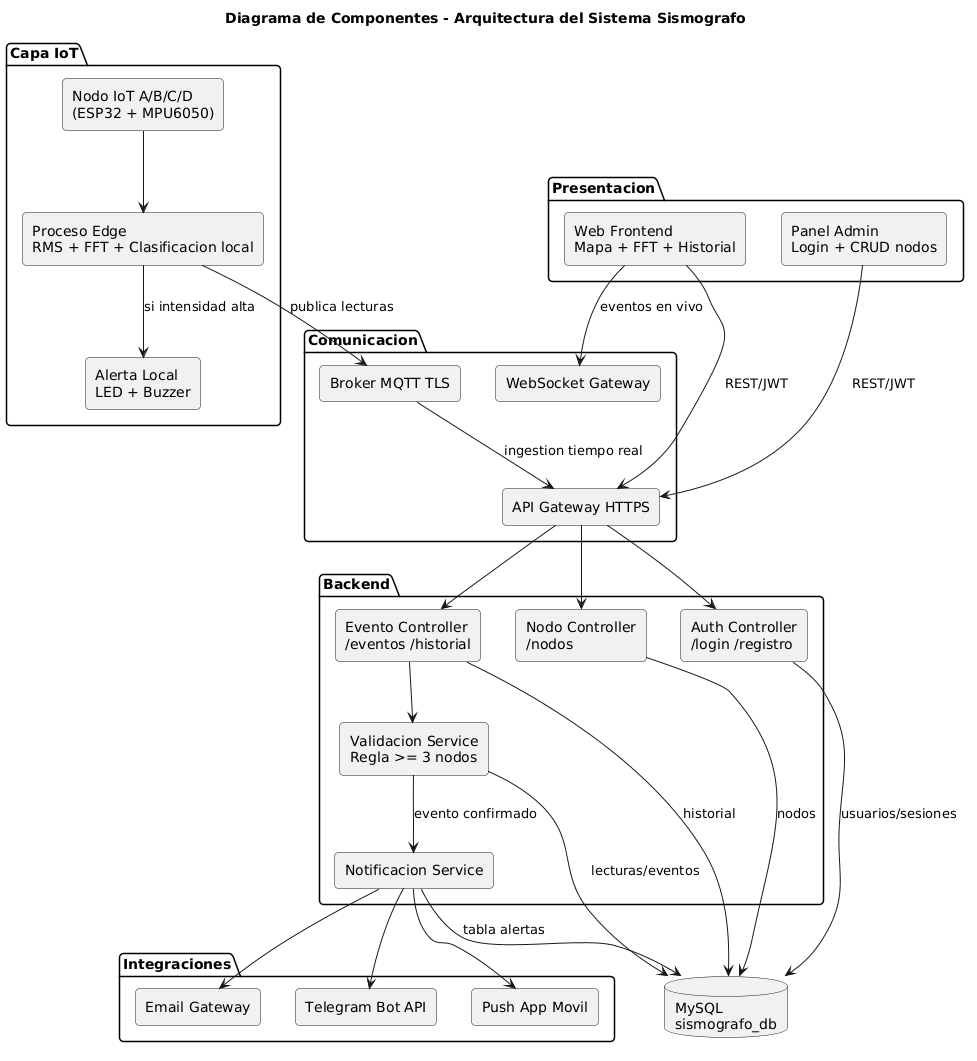 Diagrama de Componentes - Arquitectura del Sistema Sismografo
Capa IoT
Nodo IoT A/B/C/D
(ESP32 + MPU6050)
Proceso Edge
RMS + FFT + Clasificacion local
si intensidad alta
publica lecturas
Alerta Local
LED + Buzzer
Presentacion
Web Frontend
Mapa + FFT + Historial
Panel Admin
Login + CRUD nodos
eventos en vivo
REST/JWT
REST/JWT
Comunicacion
Broker MQTT TLS
WebSocket Gateway
ingestion tiempo real
API Gateway HTTPS
Backend
Evento Controller
/eventos /historial
Nodo Controller
/nodos
Auth Controller
/login /registro
Validacion Service
Regla >= 3 nodos
evento confirmado
historial
nodos
usuarios/sesiones
Notificacion Service
lecturas/eventos
tabla alertas
Integraciones
Email Gateway
Telegram Bot API
Push App Movil
MySQL
sismografo_db